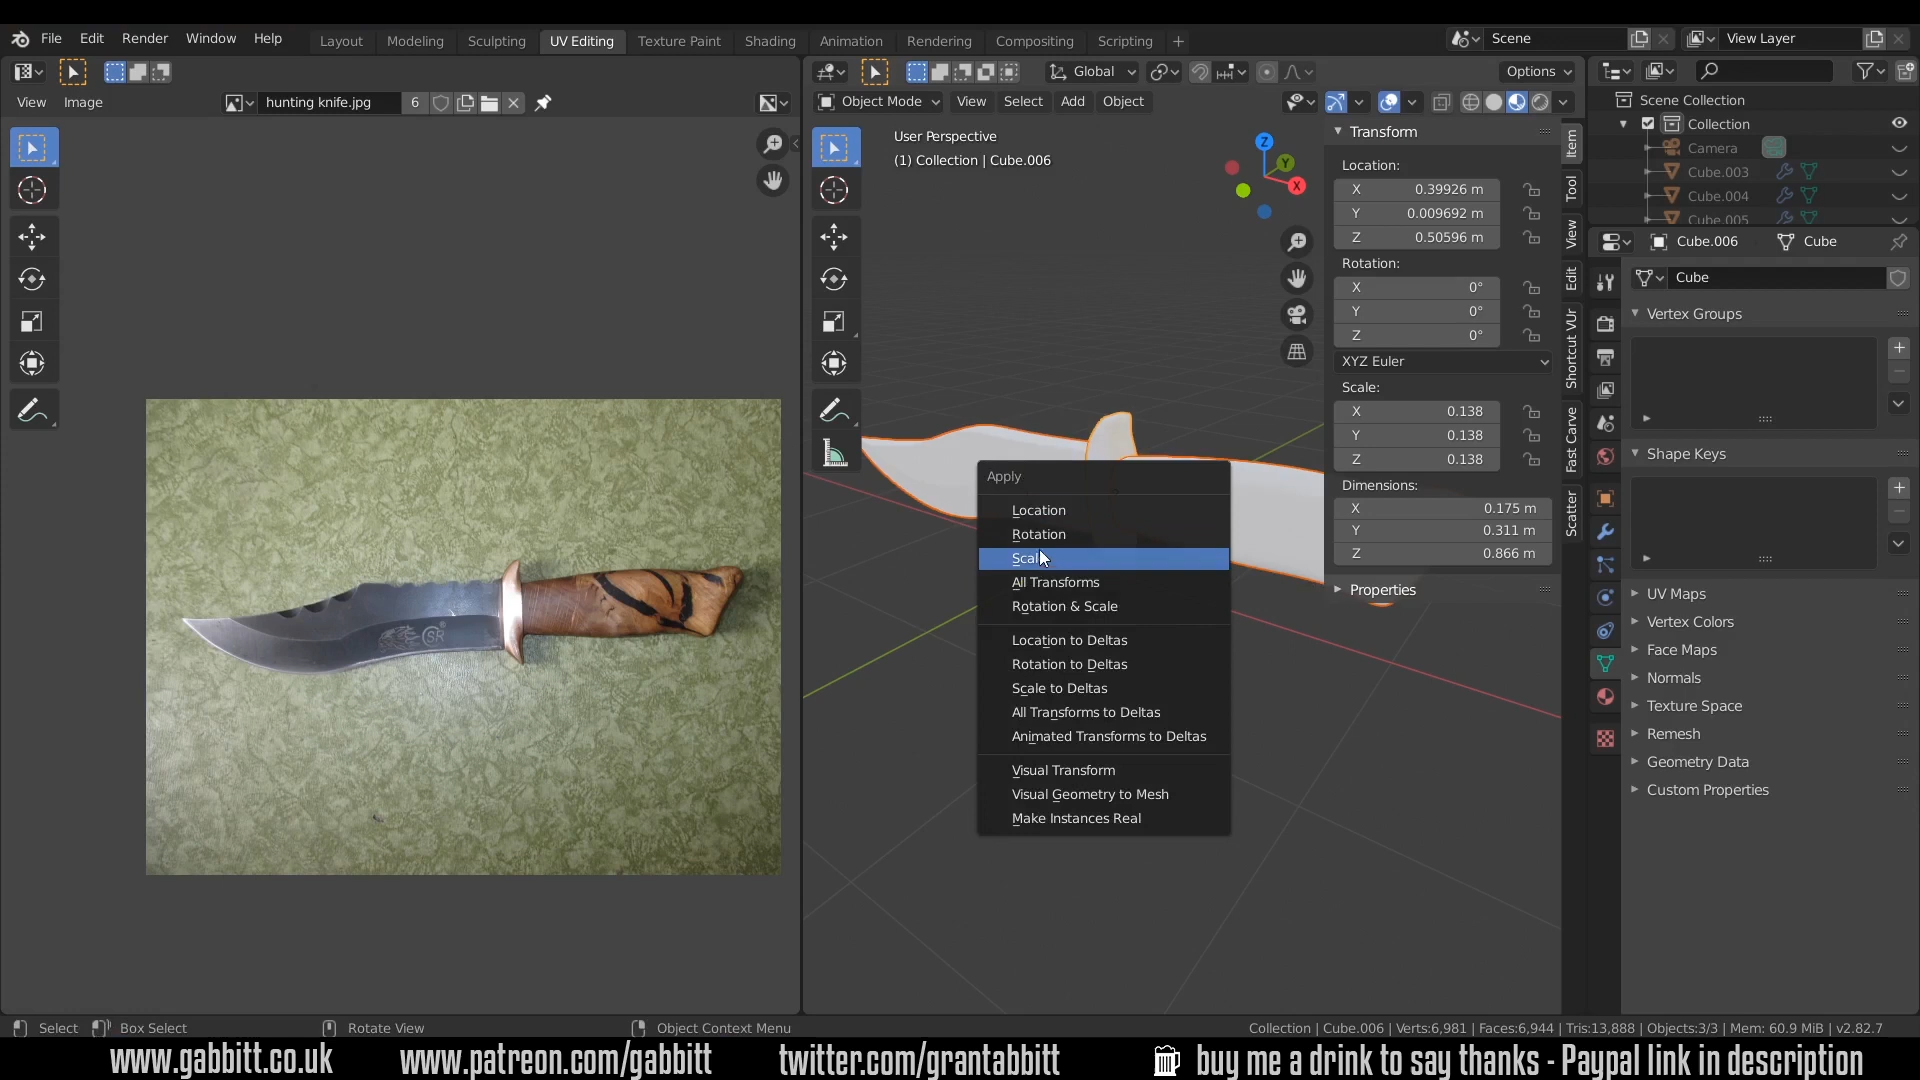 File Edit Render Window Help Layout Modeling Sculpting UV Editing Texture Paint Shading Animation Rendering Compositing Scripting + Scene View Layer
Global Options
View Image hunting knife.jpg 6 Object Mode View Select Add Object
User Perspective
(1) Collection | Cube.006
Z
Y
X
Transform
Location:
X 0.39926 m
Y 0.009692 m
Z 0.50596 m
Rotation:
X 0°
Y 0°
Z 0°
XYZ Euler
Scale:
X 0.138
Y 0.138
Z 0.138
Dimensions:
X 0.175 m
Y 0.311 m
Z 0.866 m
Properties
Item
Tool
View
Edit
Shortcut VUr
Fast Carve
Scatter
Scene Collection
Collection
Camera
Cube.003
Cube.004
Cube.005
Cube.006 Cube
Cube
Vertex Groups
Shape Keys
UV Maps
Vertex Colors
Face Maps
Normals
Texture Space
Remesh
Geometry Data
Custom Properties
Apply
Location
Rotation
Scal
All Transforms
Rotation & Scale
Location to Deltas
Rotation to Deltas
Scale to Deltas
All Transforms to Deltas
Animated Transforms to Deltas
Visual Transform
Visual Geometry to Mesh
Make Instances Real
SR
Select Box Select Rotate View Object Context Menu Collection | Cube.006 | Verts:6,981 | Faces:6,944 | Tris:13,888 | Objects:3/3 | Mem: 60.9 MiB | v2.82.7
www.gabbitt.co.uk www.patreon.com/gabbitt twitter.com/grantabbitt buy me a drink to say thanks - Paypal link in description